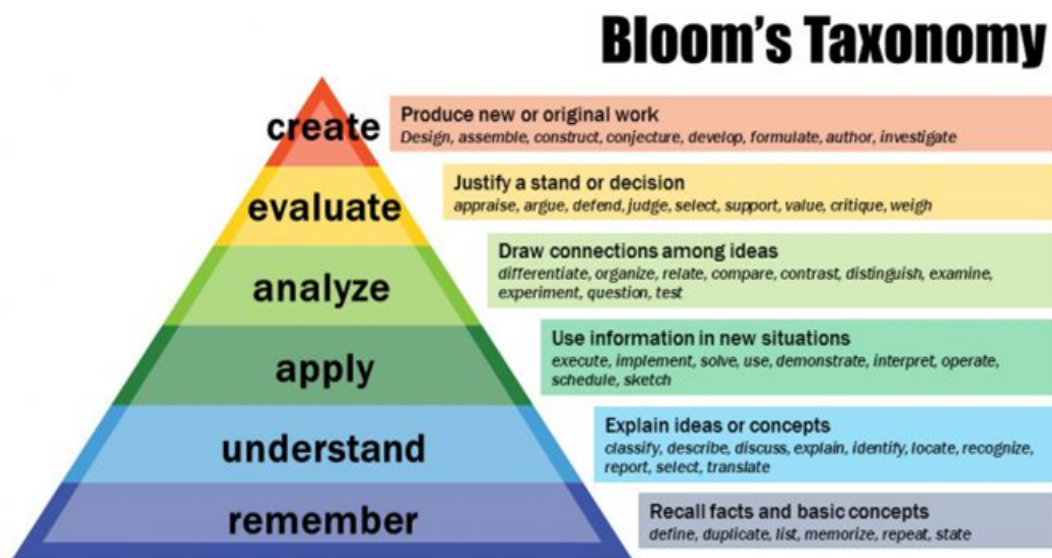 Bloom's Taxonomy
create
Produce new or original work
Design, assemble, construct, conjecture, develop, formulate, author, investigate
evaluate
Justify a stand or decision
appraise, argue, defend, judge, select, support, value, critique, weigh
analyze
Draw connections among ideas
differentiate, organize, relate, compare, contrast, distinguish, examine,
experiment, question, test
apply
Use information in new situations
execute, implement, solve, use, demonstrate, interpret, operate,
schedule, sketch
understand
Explain ideas or concepts
classify, describe, discuss, explain, identify, locate, recognize,
report, select, translate
remember
Recall facts and basic concepts
define, duplicate, list, memorize, repeat, state